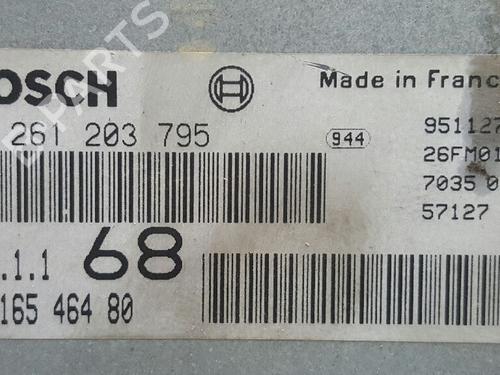 OSCH
Made in Franc
261 203 795
944
951127
26FM01
7035 0
57127
.1.1 68
165 464 80
B PARTS